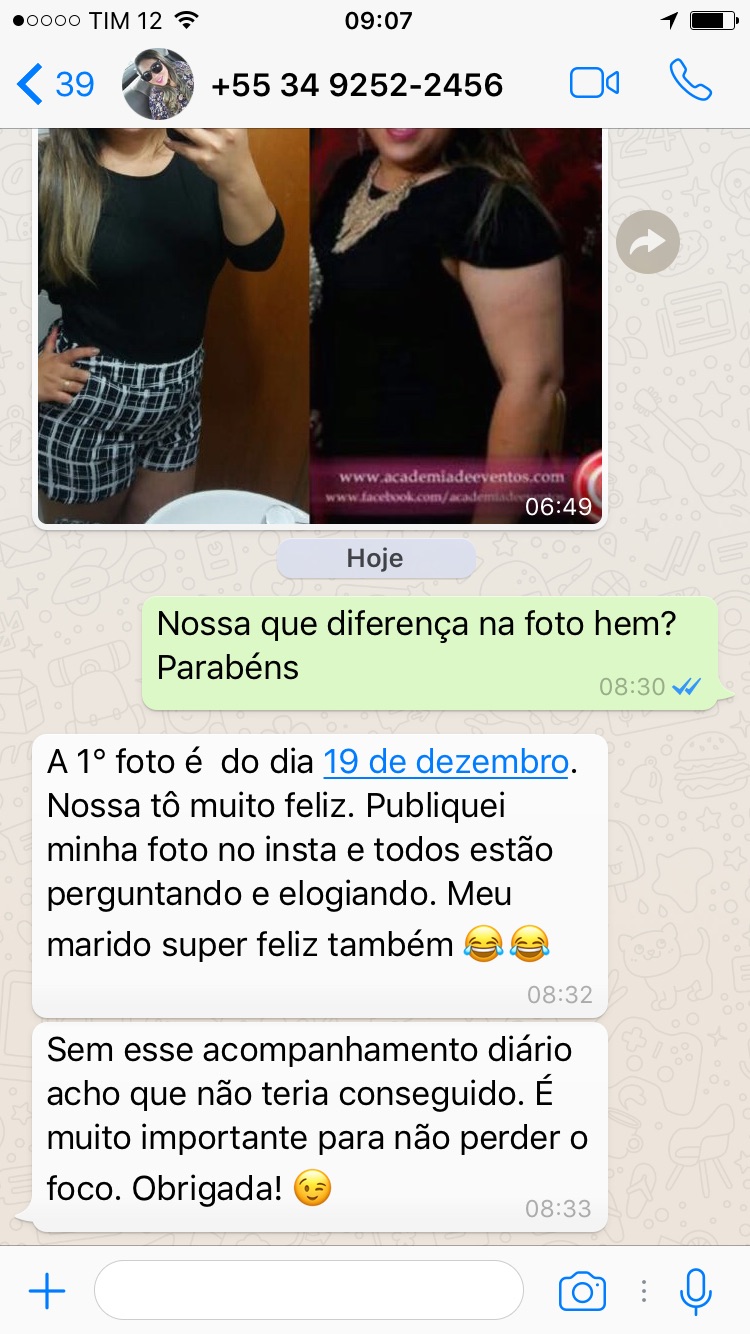 TIM 12
09:07
39
+55 34 9252-2456
www.academiadeeventos.com
www.facebook.com/academiadee
06:49
Hoje
Nossa que diferença na foto hem?
Parabéns
08:30
A 1° foto é do dia 19 de dezembro.
Nossa tô muito feliz. Publiquei
minha foto no insta e todos estão
perguntando e elogiando. Meu
marido super feliz também 😂😂
08:32
Sem esse acompanhamento diário
acho que não teria conseguido. É
muito importante para não perder o
foco. Obrigada! 😉
08:33